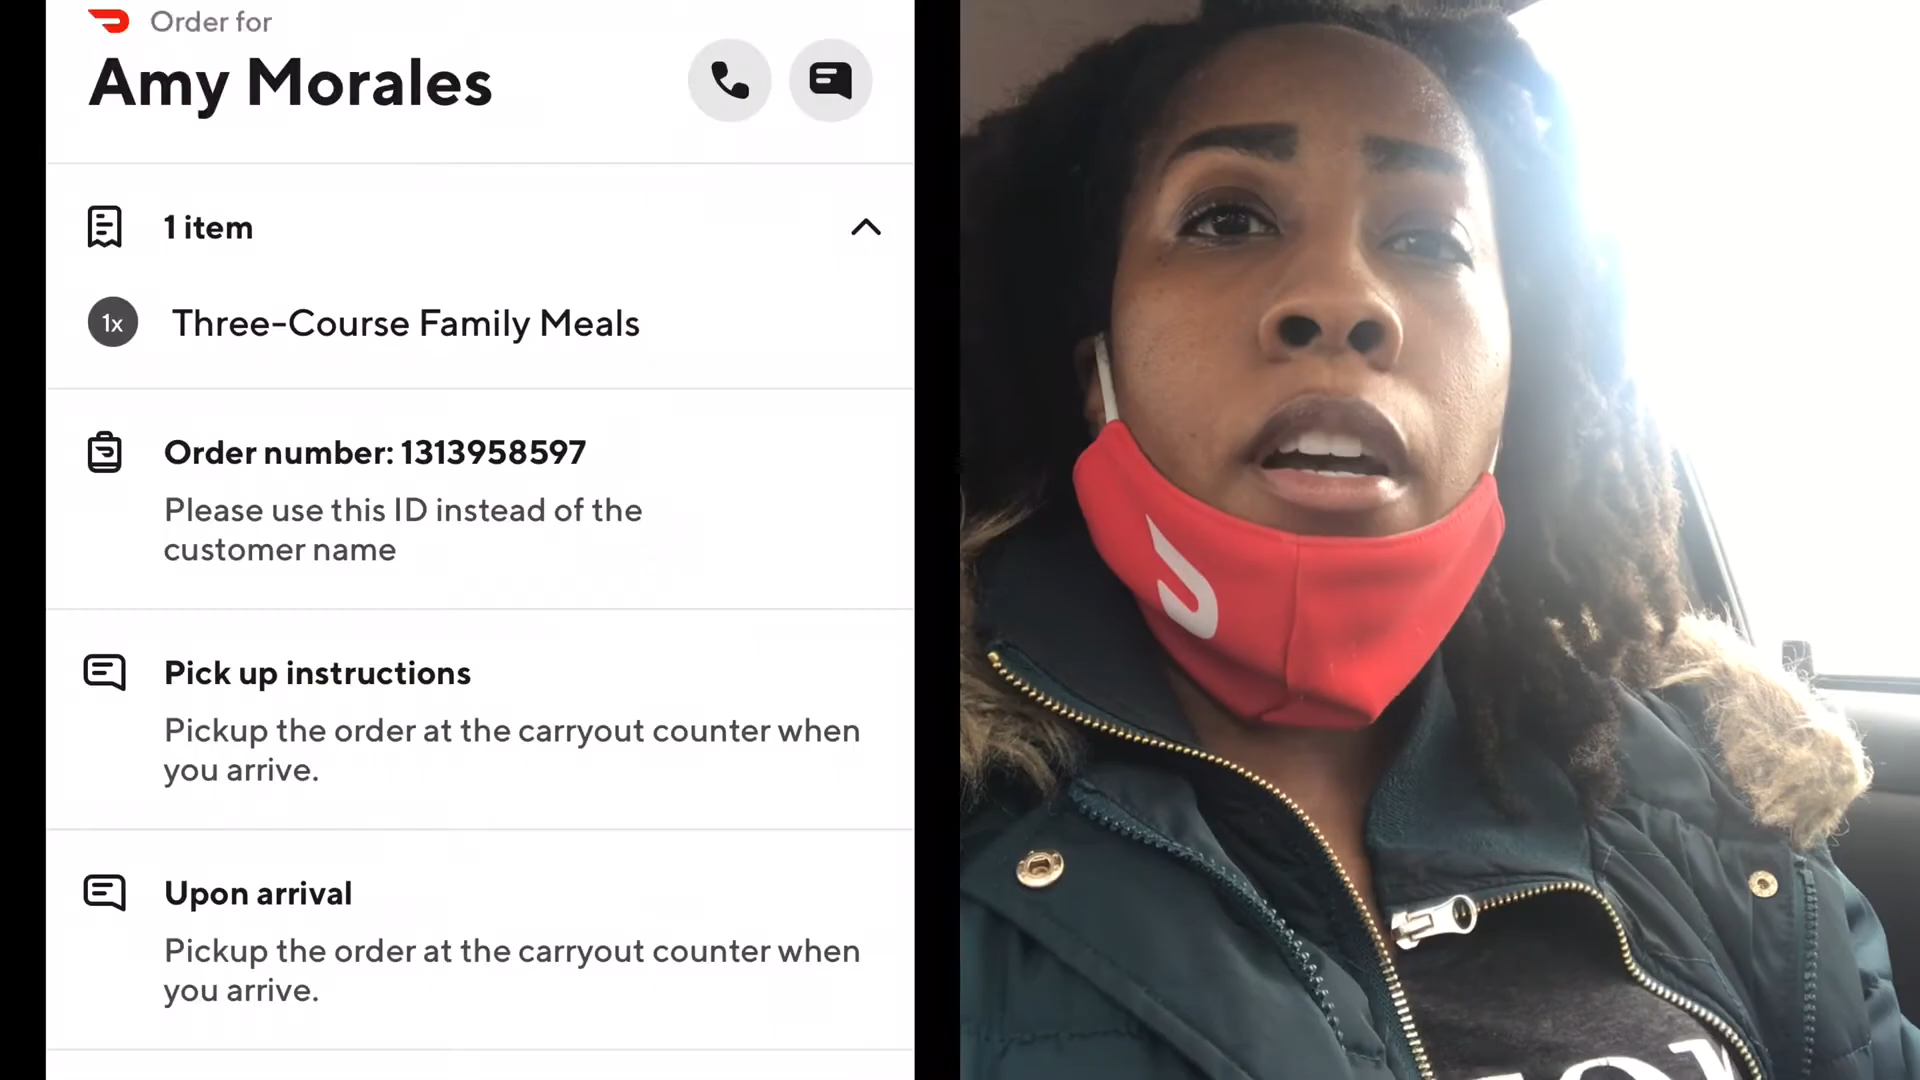 Order for
Amy Morales
1 item
1x Three-Course Family Meals
Order number: 1313958597
Please use this ID instead of the
customer name
Pick up instructions
Pickup the order at the carryout counter when
you arrive.
Upon arrival
Pickup the order at the carryout counter when
you arrive.